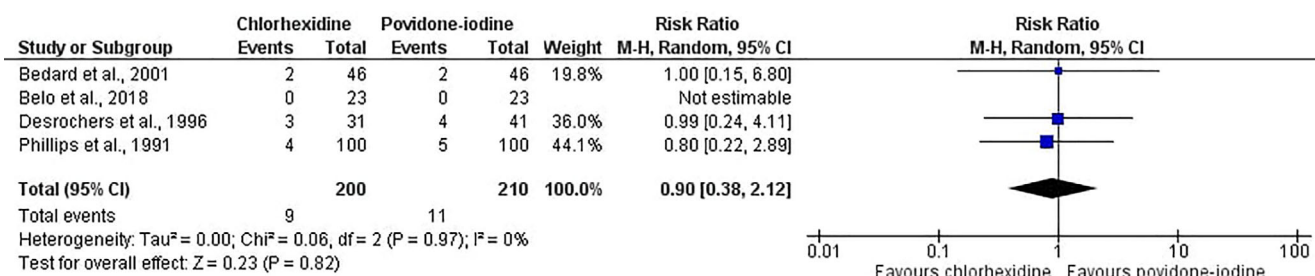 Chlorhexidine Povidone-iodine Risk Ratio Risk Ratio
Study or Subgroup Events Total Events Total Weight M-H, Random, 95% CI M-H, Random, 95% CI
Bedard et al., 2001 2 46 2 46 19.8% 1.00 [0.15, 6.80]
Belo et al., 2018 0 23 0 23 Not estimable
Desrochers et al., 1996 3 31 4 41 36.0% 0.99 [0.24, 4.11]
Phillips et al., 1991 4 100 5 100 44.1% 0.80 [0.22, 2.89]
Total (95% CI) 200 210 100.0% 0.90 [0.38, 2.12]
Total events 9 11
Heterogeneity: Tau² = 0.00; Chi² = 0.06, df = 2 (P = 0.97); I² = 0%
Test for overall effect: Z = 0.23 (P = 0.82)
0.01 0.1 1 10 100
Favours chlorhexidine Favours povidone-iodine